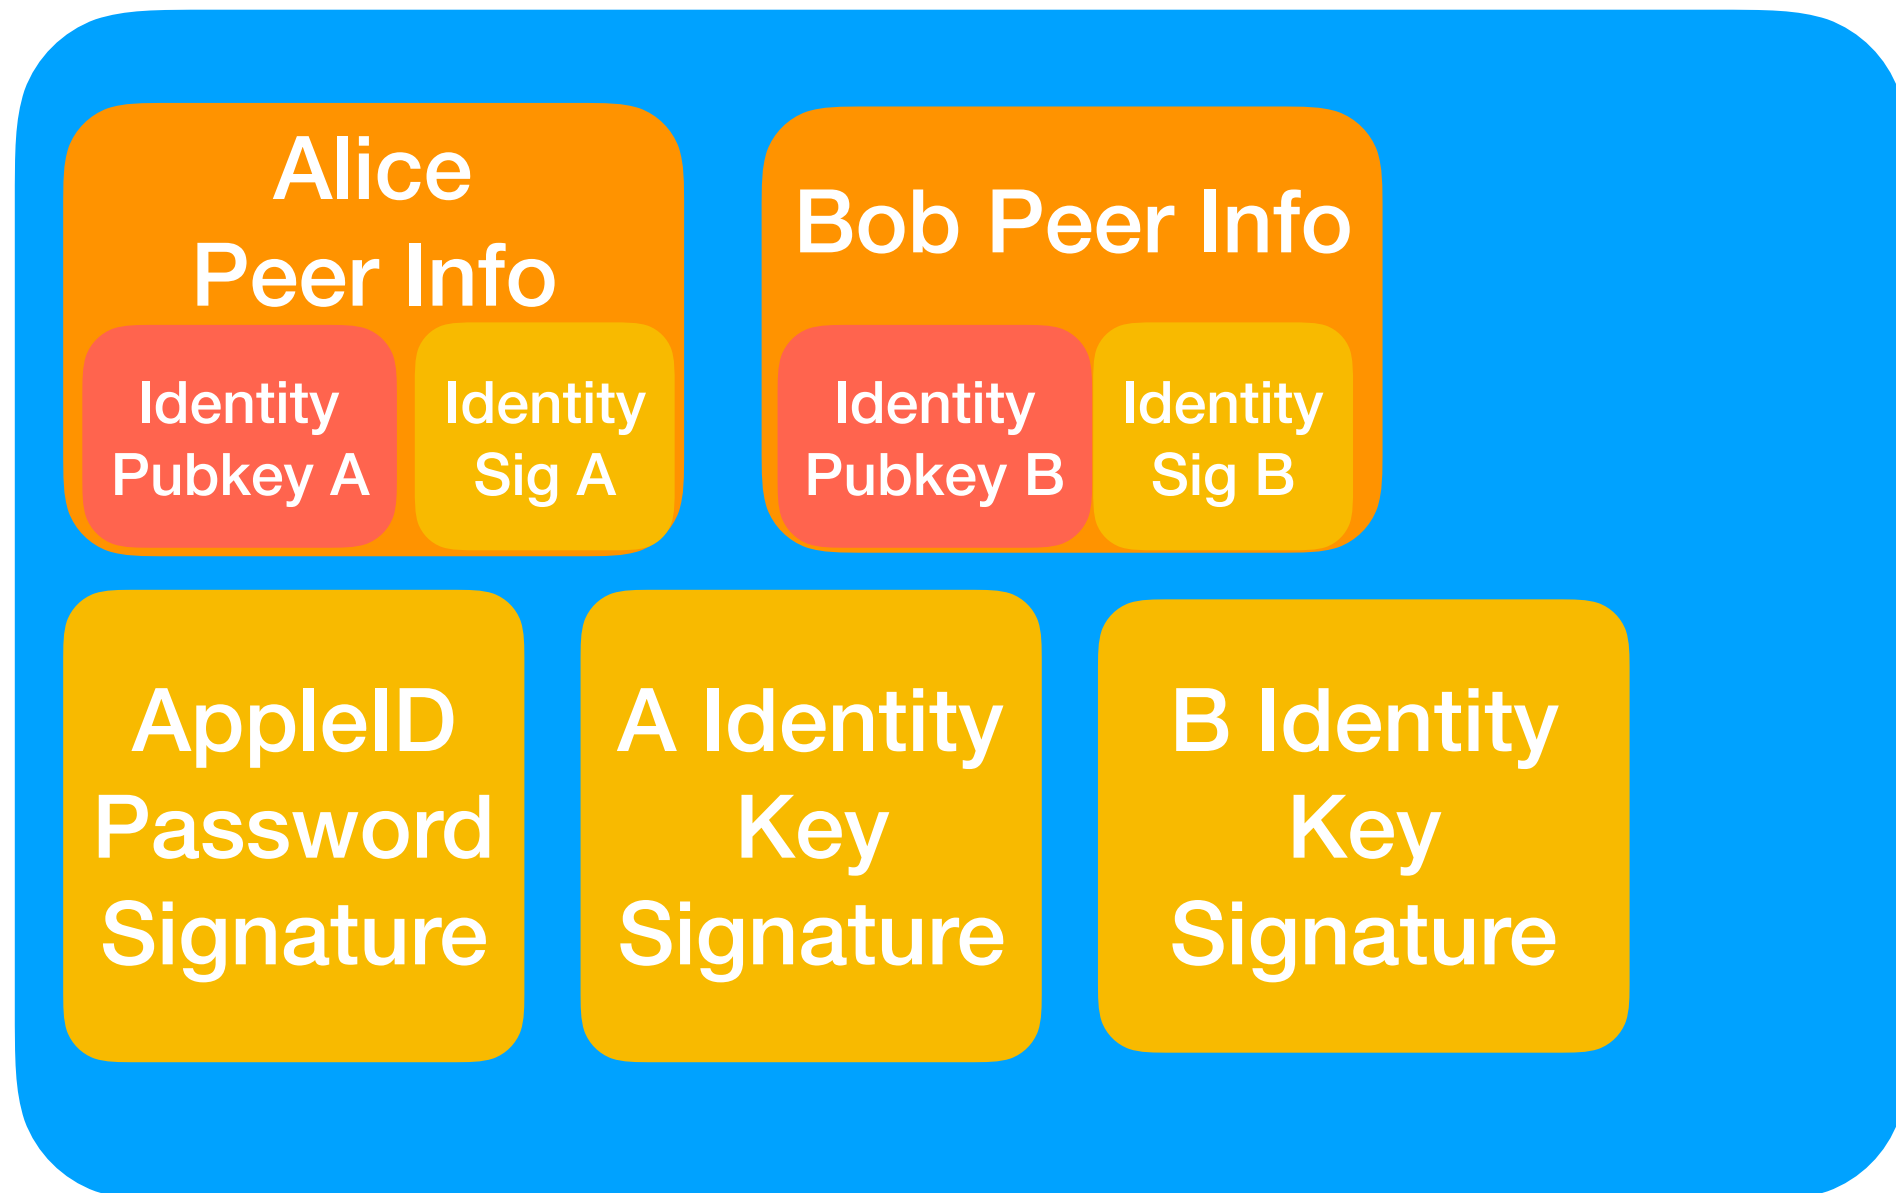 Alice
Peer Info
Identity
Pubkey A
Identity
Sig A
Bob Peer Info
Identity
Pubkey B
Identity
Sig B
AppleID
Password
Signature
A Identity
Key
Signature
B Identity
Key
Signature